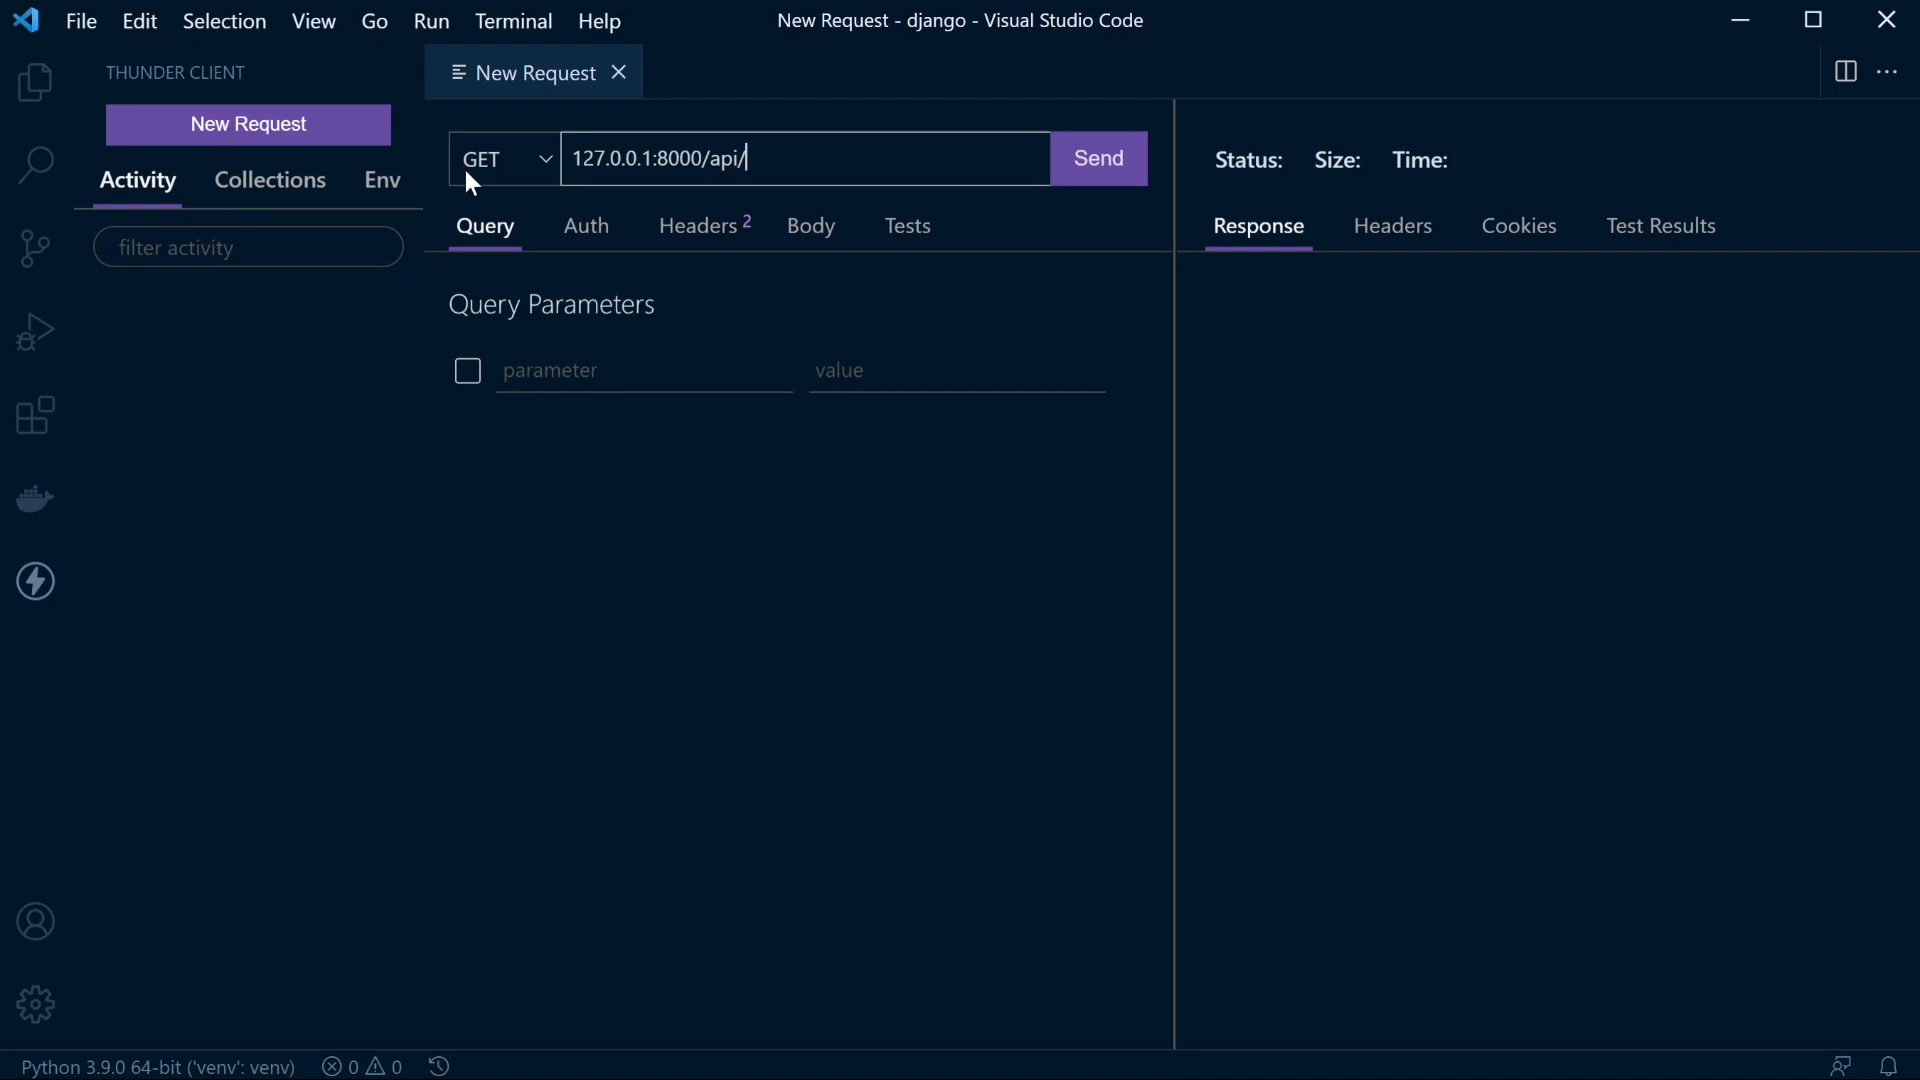 File Edit Selection View Go Run Terminal Help New Request - django - Visual Studio Code
THUNDER CLIENT
New Request
New Request
GET 127.0.0.1:8000/api/ Send
Status: Size: Time:
Activity Collections Env
Query Auth Headers 2 Body Tests
Response Headers Cookies Test Results
filter activity
Query Parameters
parameter value
Python 3.9.0 64-bit ('venv': venv) 0 0